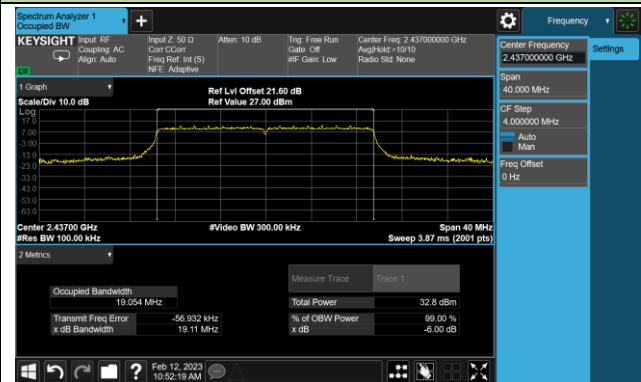 Spectrum Analyzer 1
Occupied BW
Frequency
KEYSIGHT
Input: RF
Coupling: AC
Align: Auto
Input Z: 50 Ω
Corr CCorr
Freq Ref: Int (S)
NFE: Adaptive
Atten: 10 dB
Trig: Free Run
Gate: Off
#IF Gain: Low
Center Freq: 2.437000000 GHz
Avg|Hold:>10/10
Radio Std: None
Center Frequency
2.437000000 GHz
Settings
Span
40.000 MHz
CF Step
4.000000 MHz
Auto
Man
Freq Offset
0 Hz
1 Graph
Scale/Div 10.0 dB
Ref Lvl Offset 21.60 dB
Ref Value 27.00 dBm
Log
17.0
7.00
-3.00
-13.0
-23.0
-33.0
-43.0
-53.0
-63.0
Center 2.43700 GHz
#Res BW 100.00 kHz
#Video BW 300.00 kHz
Span 40 MHz
Sweep 3.87 ms (2001 pts)
2 Metrics
Measure Trace
Trace 1
Occupied Bandwidth
19.054 MHz
Total Power
32.8 dBm
Transmit Freq Error
-56.932 kHz
% of OBW Power
99.00 %
x dB Bandwidth
19.11 MHz
x dB
-6.00 dB
Feb 12, 2023
10:52:19 AM